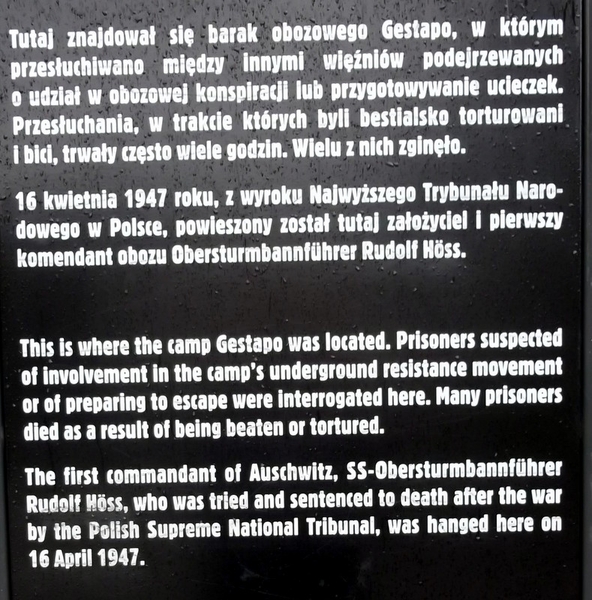 Tutaj znajdował się barak obozowego Gestapo, w którym
przesłuchiwano między innymi więźniów podejrzewanych
o udział w obozowej konspiracji lub przygotowywanie ucieczek.
Przesłuchania, w trakcie których byli bestialsko torturowani
i bici, trwały często wiele godzin. Wielu z nich zginęło.
16 kwietnia 1947 roku, z wyroku Najwyższego Trybunału Naro-
dowego w Polsce, powieszony został tutaj założyciel i pierwszy
komendant obozu Obersturmbannführer Rudolf Höss.
This is where the camp Gestapo was located. Prisoners suspected
of involvement in the camp's underground resistance movement
or of preparing to escape were interrogated here. Many prisoners
died as a result of being beaten or tortured.
The first commandant of Auschwitz, SS-Obersturmbannführer
Rudolf Höss, who was tried and sentenced to death after the war
by the Polish Supreme National Tribunal, was hanged here on
16 April 1947.